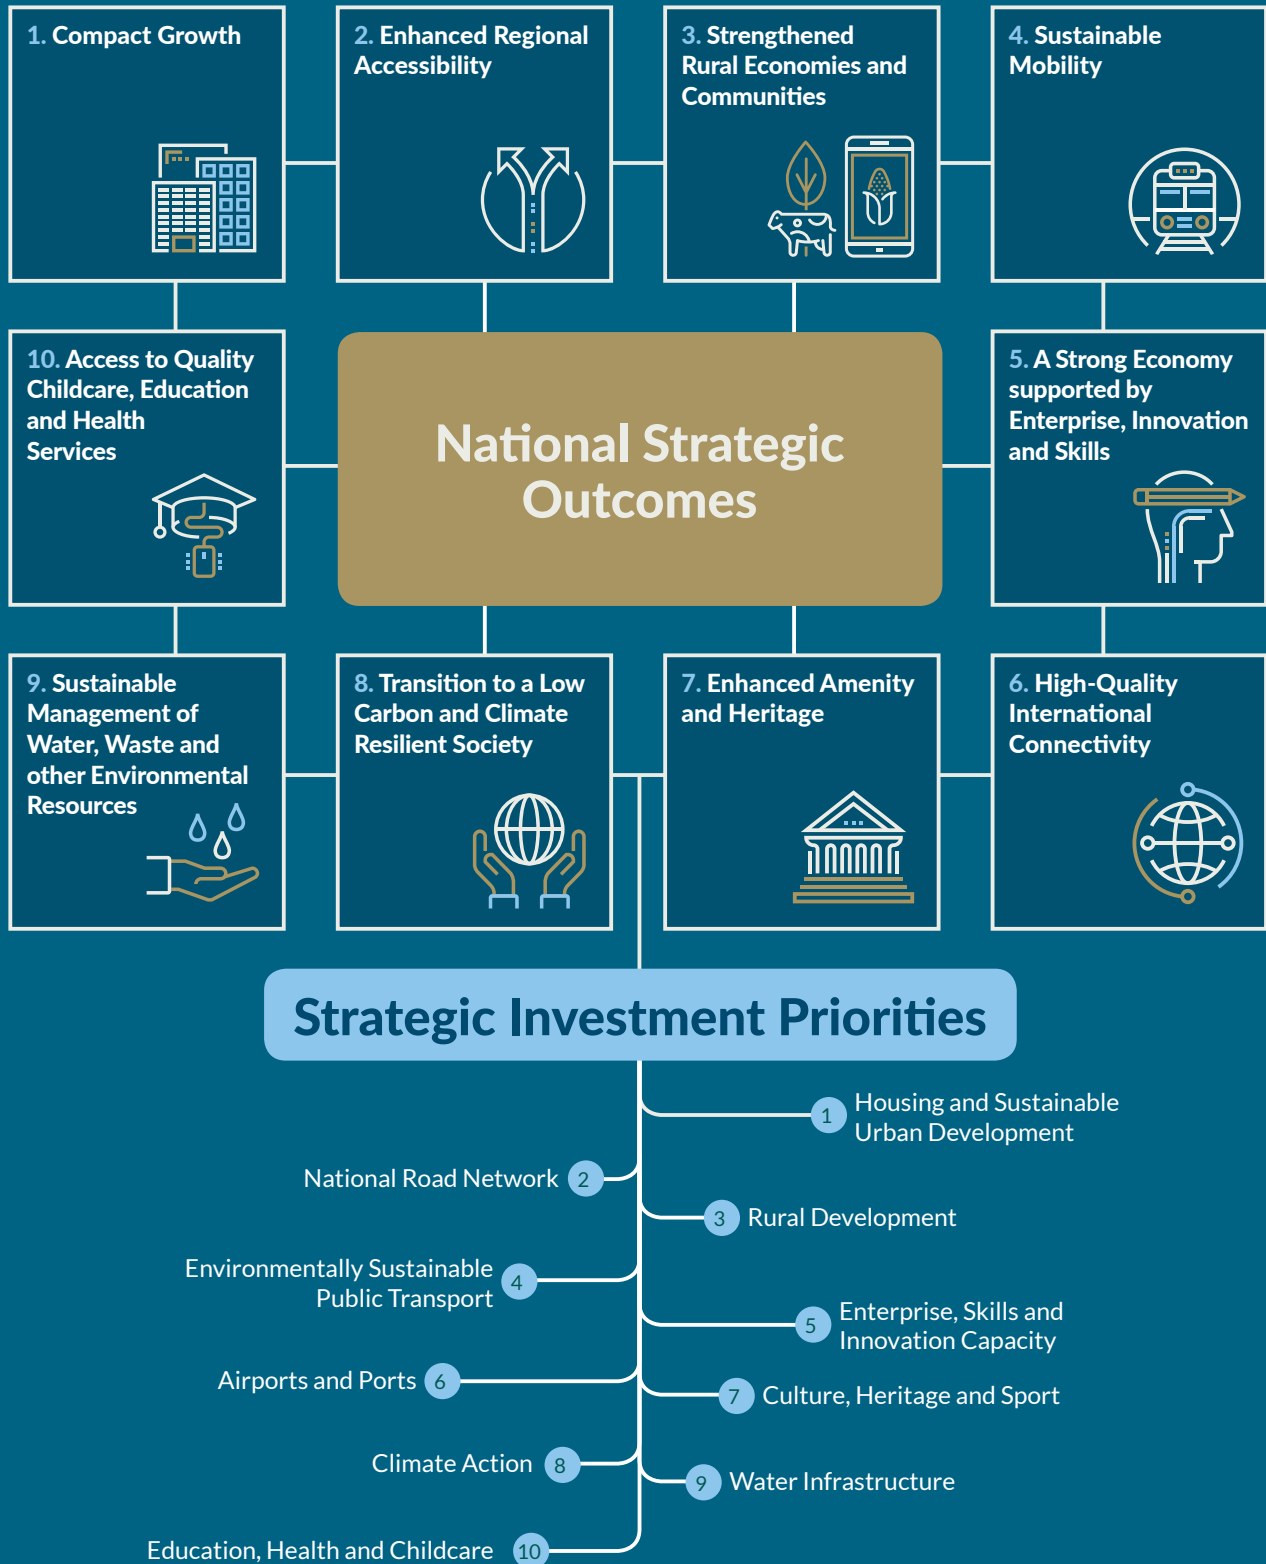 1. Compact Growth
2. Enhanced Regional
Accessibility
3. Strengthened
Rural Economies and
Communities
4. Sustainable
Mobility
10. Access to Quality
Childcare, Education
and Health
Services
National Strategic
Outcomes
5. A Strong Economy
supported by
Enterprise, Innovation
and Skills
9. Sustainable
Management of
Water, Waste and
other Environmental
Resources
8. Transition to a Low
Carbon and Climate
Resilient Society
7. Enhanced Amenity
and Heritage
6. High-Quality
International
Connectivity
Strategic Investment Priorities
1 Housing and Sustainable
Urban Development
National Road Network 2
3 Rural Development
Environmentally Sustainable
Public Transport 4
5 Enterprise, Skills and
Innovation Capacity
Airports and Ports 6
7 Culture, Heritage and Sport
Climate Action 8
9 Water Infrastructure
Education, Health and Childcare 10